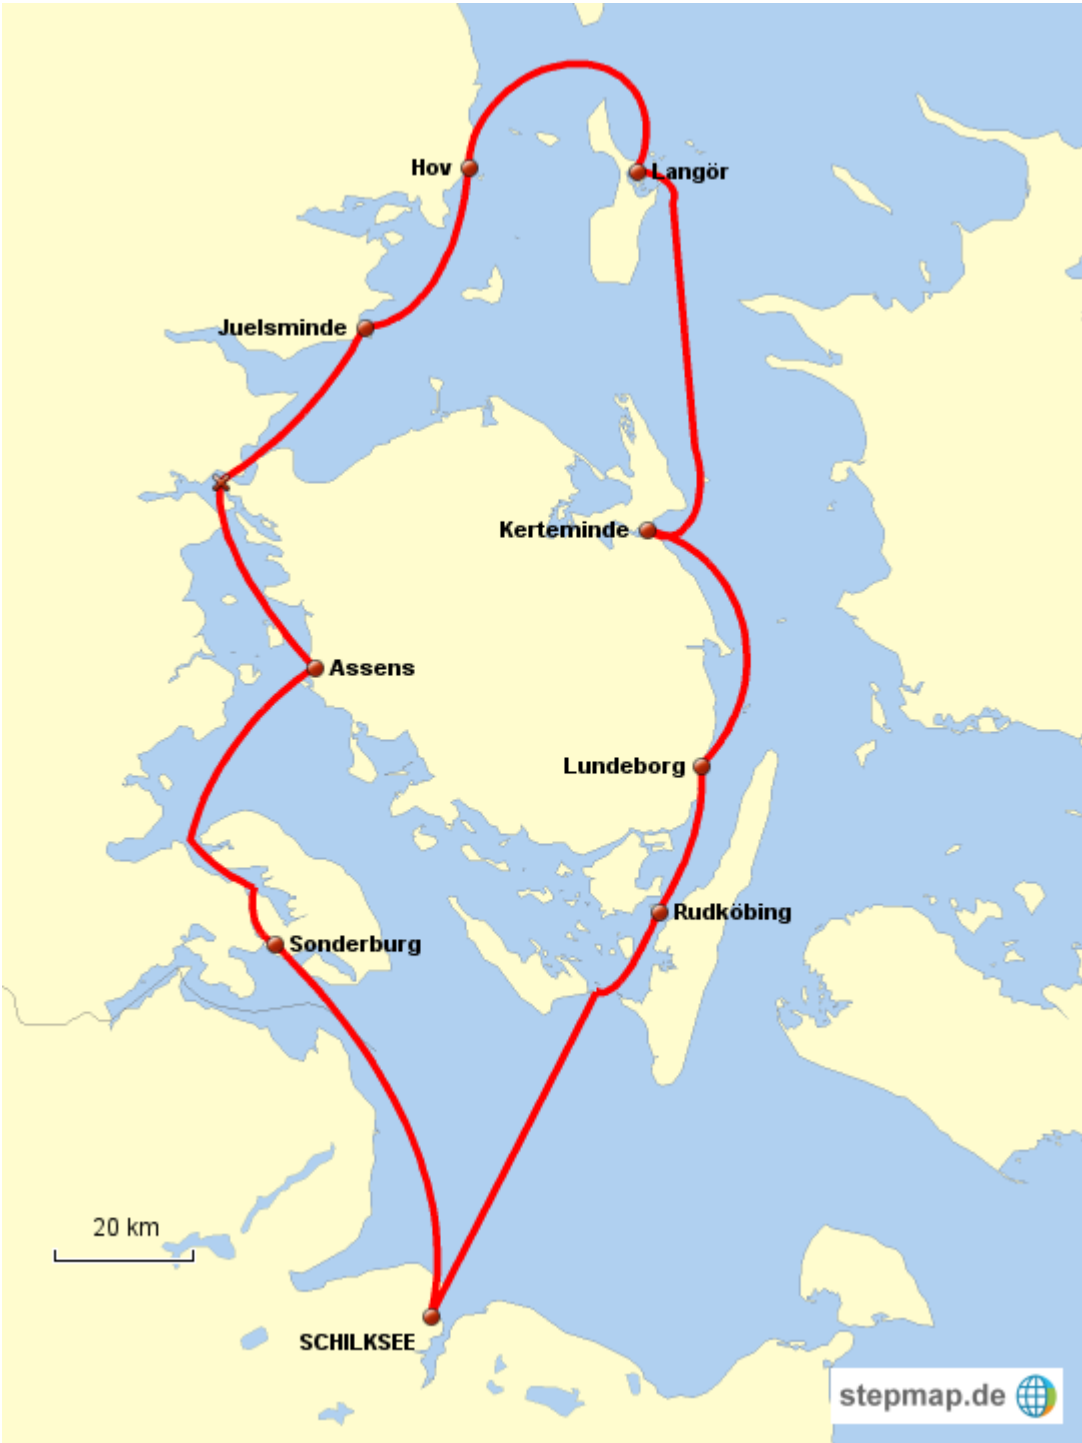 Hov
Langör
Juelsminde
Kerteminde
Assens
Lundeborg
Rudköbing
Sonderburg
20 km
SCHILKSEE
stepmap.de